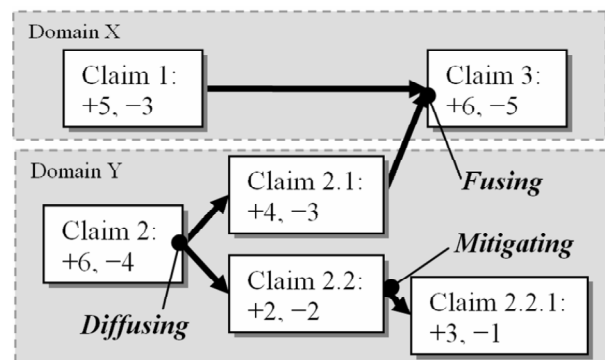 Domain X
Claim 1:
+5, −3
Claim 3:
+6, −5
Fusing
Domain Y
Claim 2:
+6, −4
Claim 2.1:
+4, −3
Claim 2.2:
+2, −2
Mitigating
Claim 2.2.1:
+3, −1
Diffusing